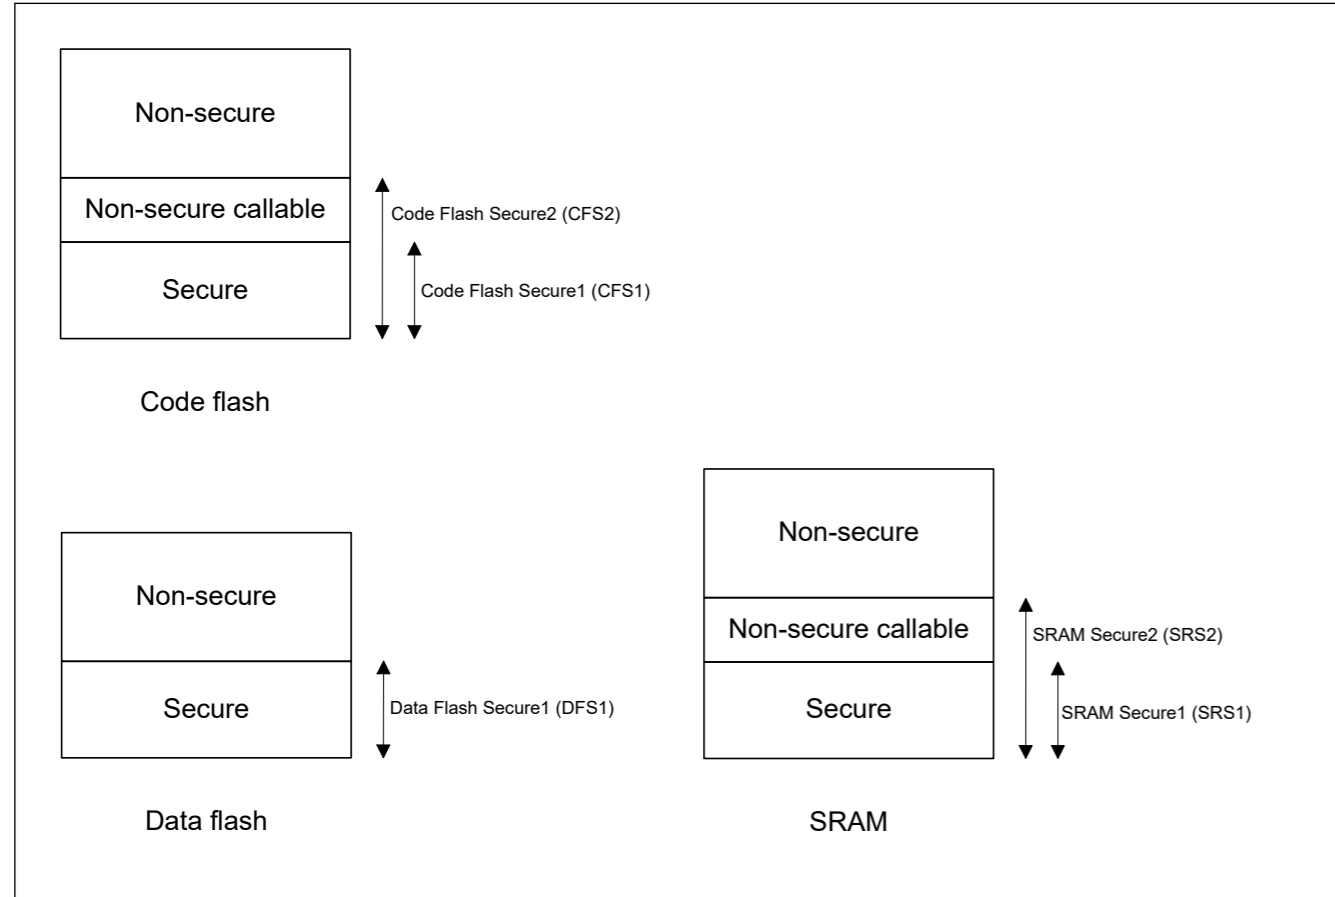 Non-secure
Non-secure callable
Secure
Code Flash Secure2 (CFS2)
Code Flash Secure1 (CFS1)
Code flash
Non-secure
Secure
Data Flash Secure1 (DFS1)
Data flash
Non-secure
Non-secure callable
Secure
SRAM Secure2 (SRS2)
SRAM Secure1 (SRS1)
SRAM